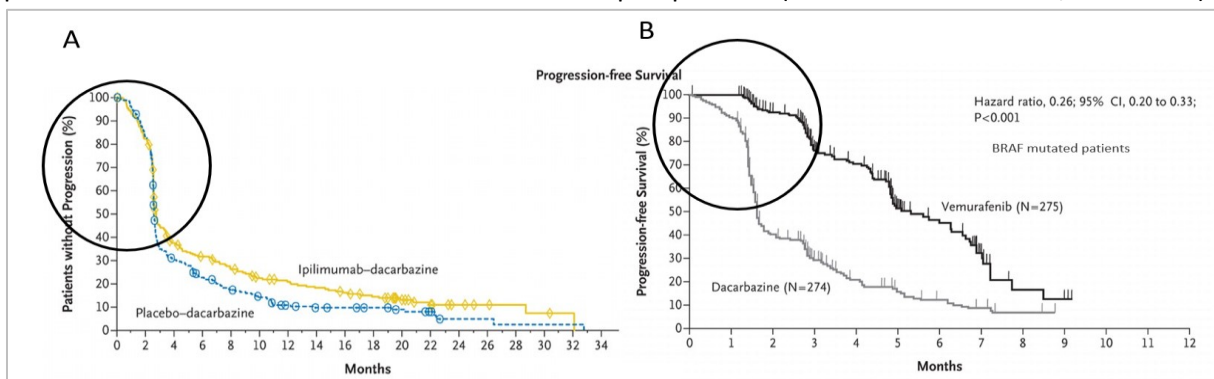 A
Patients without Progression (%)
100
90
80
70
60
50
40
30
20
10
0
Ipilimumab–dacarbazine
Placebo–dacarbazine
0 2 4 6 8 10 12 14 16 18 20 22 24 26 28 30 32 34
Months
B
Progression-free Survival
Progression-free Survival (%)
100
90
80
70
60
50
40
30
20
10
0
Hazard ratio, 0.26; 95% CI, 0.20 to 0.33;
P<0.001
BRAF mutated patients
Vemurafenib (N=275)
Dacarbazine (N=274)
0 1 2 3 4 5 6 7 8 9 10 11 12
Months